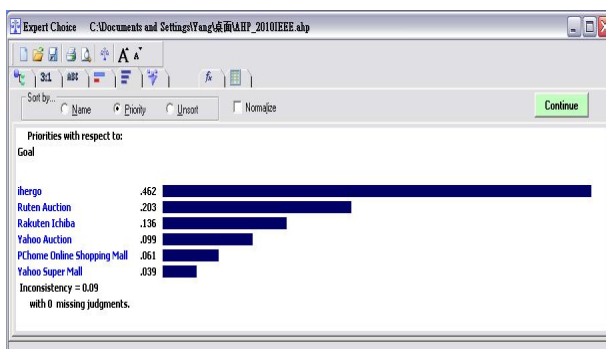 Expert Choice C:\Documents and Settings\Yang\桌面\AHP_2010IEEE.ahp
A A
3:1 ABC fx
Sort by...
Name Priority Unsort Normalize Continue
Priorities with respect to:
Goal
ihergo .462
Ruten Auction .203
Rakuten Ichiba .136
Yahoo Auction .099
PChome Online Shopping Mall .061
Yahoo Super Mall .039
Inconsistency = 0.09
with 0 missing judgments.